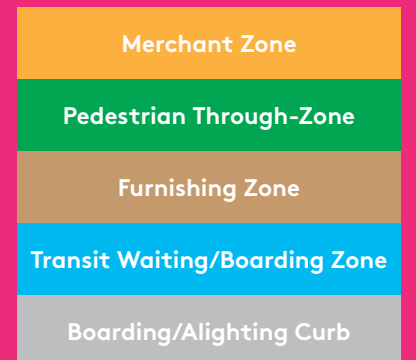 Merchant Zone
Pedestrian Through-Zone
Furnishing Zone
Transit Waiting/Boarding Zone
Boarding/Alighting Curb